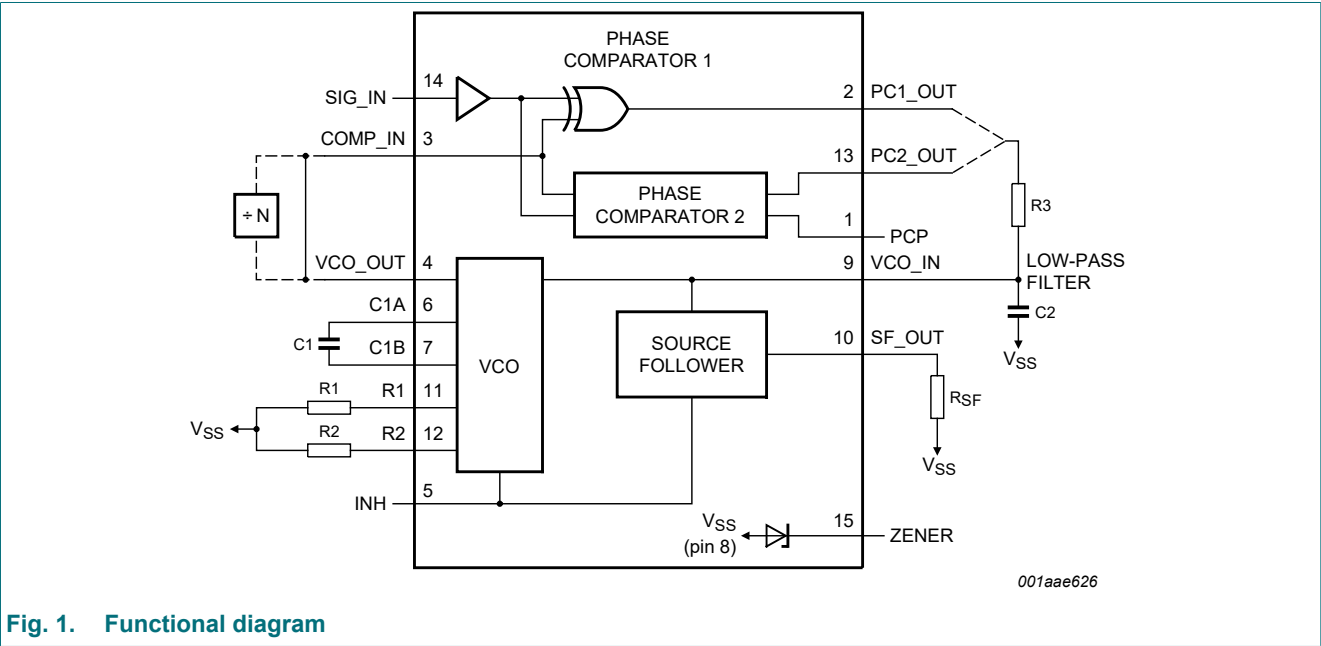 PHASE
COMPARATOR 1
14
SIG_IN
2 PC1_OUT
COMP_IN 3
13 PC2_OUT
PHASE
COMPARATOR 2
÷ N
R3
1
PCP
VCO_OUT 4
9 VCO_IN
LOW-PASS
FILTER
C1A 6
C2
C1
C1B 7
VCO
SOURCE
FOLLOWER
10 SF_OUT
VSS
R1
R1 11
RSF
VSS
R2
R2 12
VSS
5
INH
VSS
(pin 8)
15
ZENER
001aae626
Fig. 1. Functional diagram